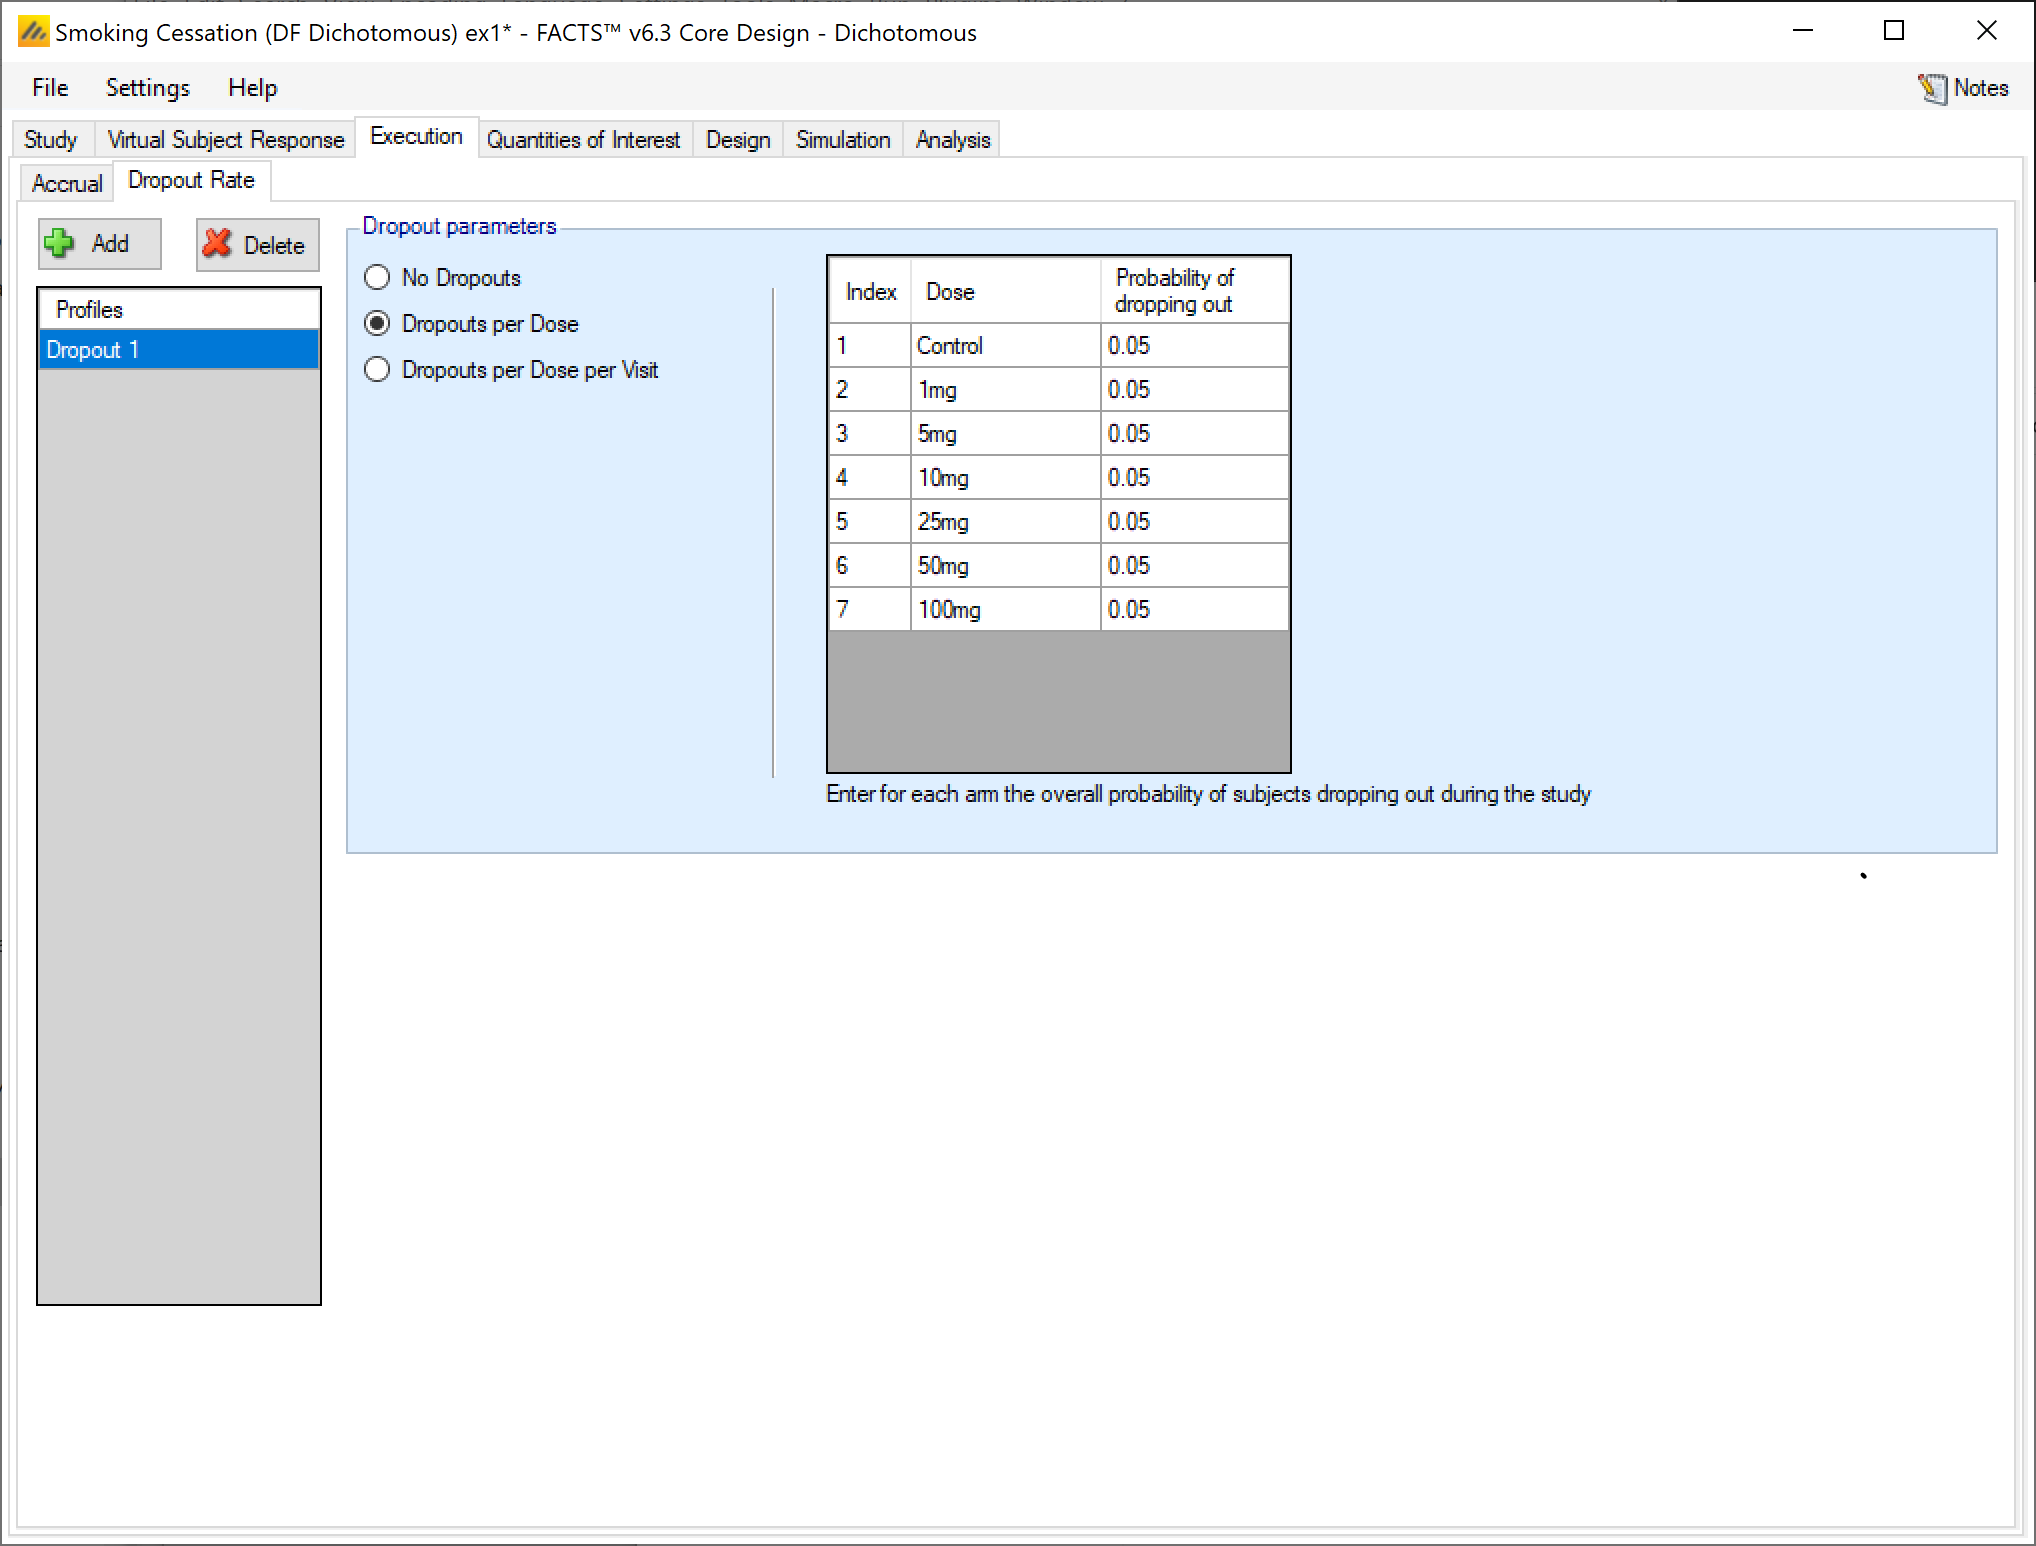 Smoking Cessation (DF Dichotomous) ex1* - FACTS™ v6.3 Core Design - Dichotomous
File Settings Help Notes
Study Virtual Subject Response Execution Quantities of Interest Design Simulation Analysis
Accrual Dropout Rate
Add Delete
Profiles
Dropout 1
Dropout parameters
No Dropouts
Dropouts per Dose
Dropouts per Dose per Visit
Index Dose Probability of dropping out
1 Control 0.05
2 1mg 0.05
3 5mg 0.05
4 10mg 0.05
5 25mg 0.05
6 50mg 0.05
7 100mg 0.05
Enter for each arm the overall probability of subjects dropping out during the study